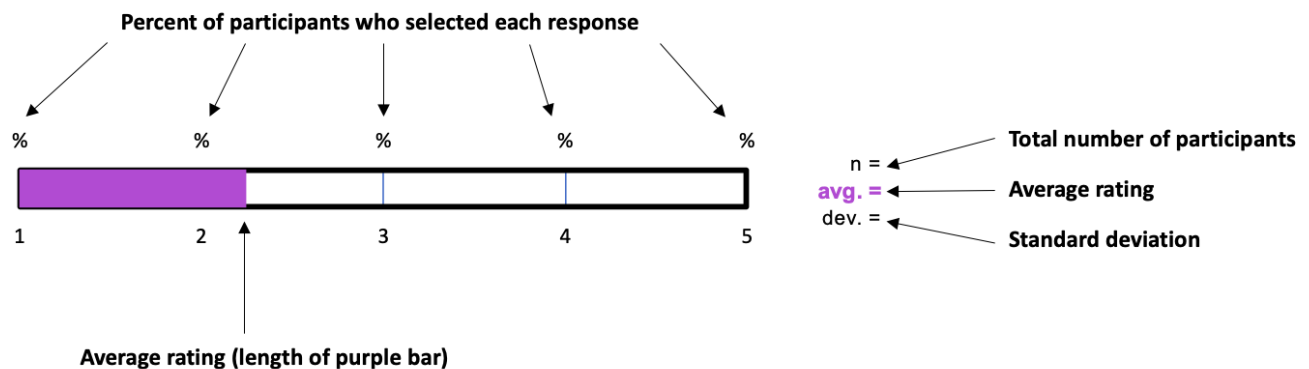 Percent of participants who selected each response
% % % % %
Total number of participants
n =
avg. =
Average rating
dev. =
Standard deviation
1 2 3 4 5
Average rating (length of purple bar)